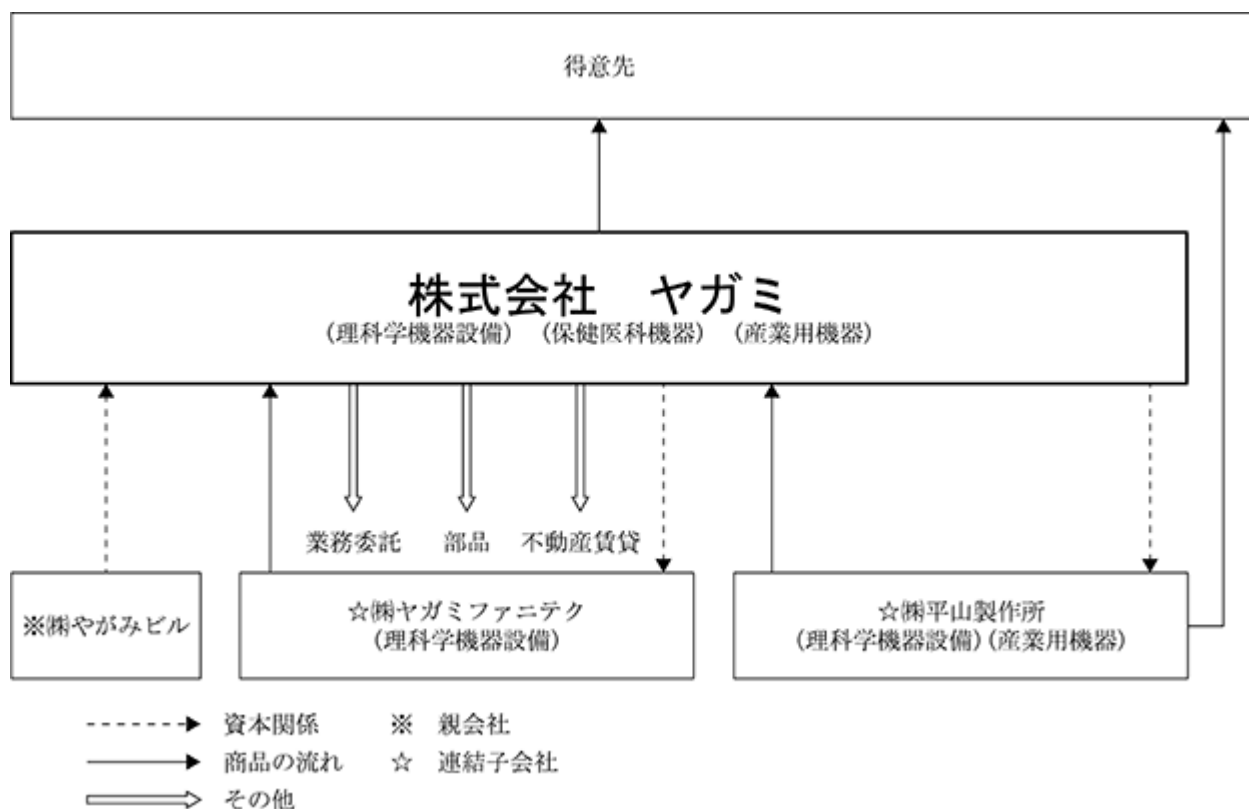 得意先
株式会社 ヤガミ
(理科学機器設備) (保健医科機器) (産業用機器)
業務委託 部品 不動産賃貸
※㈱やがみビル
☆㈱ヤガミファニテク
(理科学機器設備)
☆㈱平山製作所
(理科学機器設備)(産業用機器)
資本関係 ※ 親会社
商品の流れ ☆ 連結子会社
その他